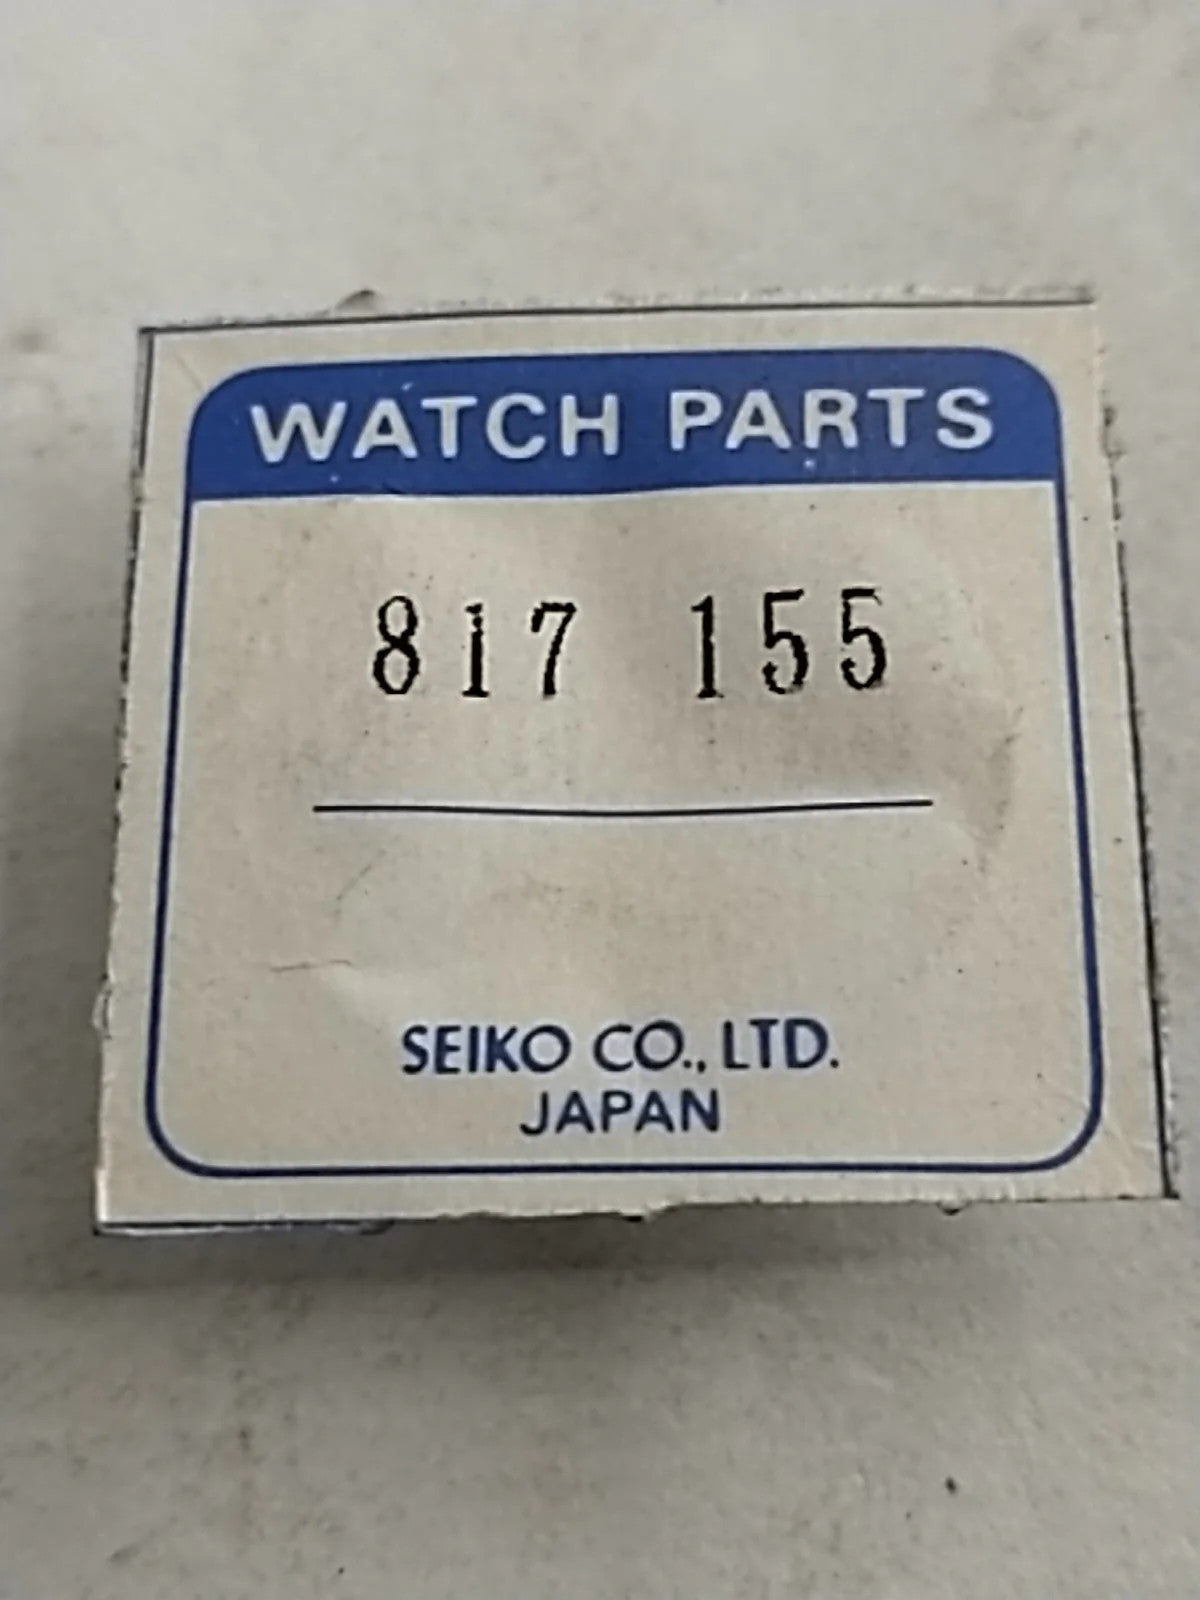 WATCH PARTS
817 155
SEIKO CO., LTD.
JAPAN